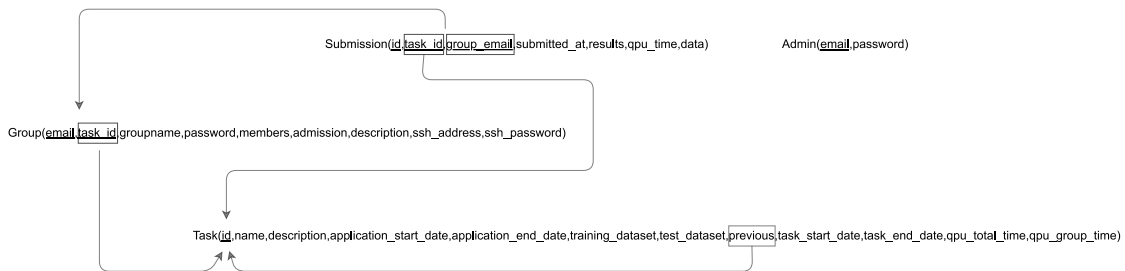 Submission(id,task_id,group_email,submitted_at,results,qpu_time,data)
Admin(email,password)
Group(email,task_id,groupname,password,members,admission,description,ssh_address,ssh_password)
Task(id,name,description,application_start_date,application_end_date,training_dataset,test_dataset,previous,task_start_date,task_end_date,qpu_total_time,qpu_group_time)